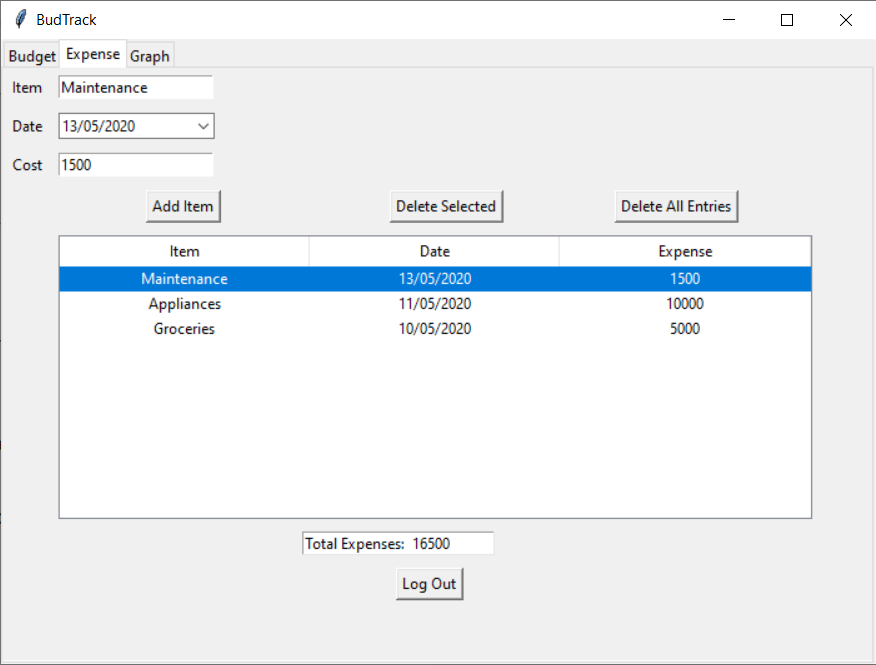 BudTrack
Budget Expense Graph
Item Maintenance
Date 13/05/2020
Cost 1500
Add Item Delete Selected Delete All Entries
Item Date Expense
Maintenance 13/05/2020 1500
Appliances 11/05/2020 10000
Groceries 10/05/2020 5000
Total Expenses: 16500
Log Out